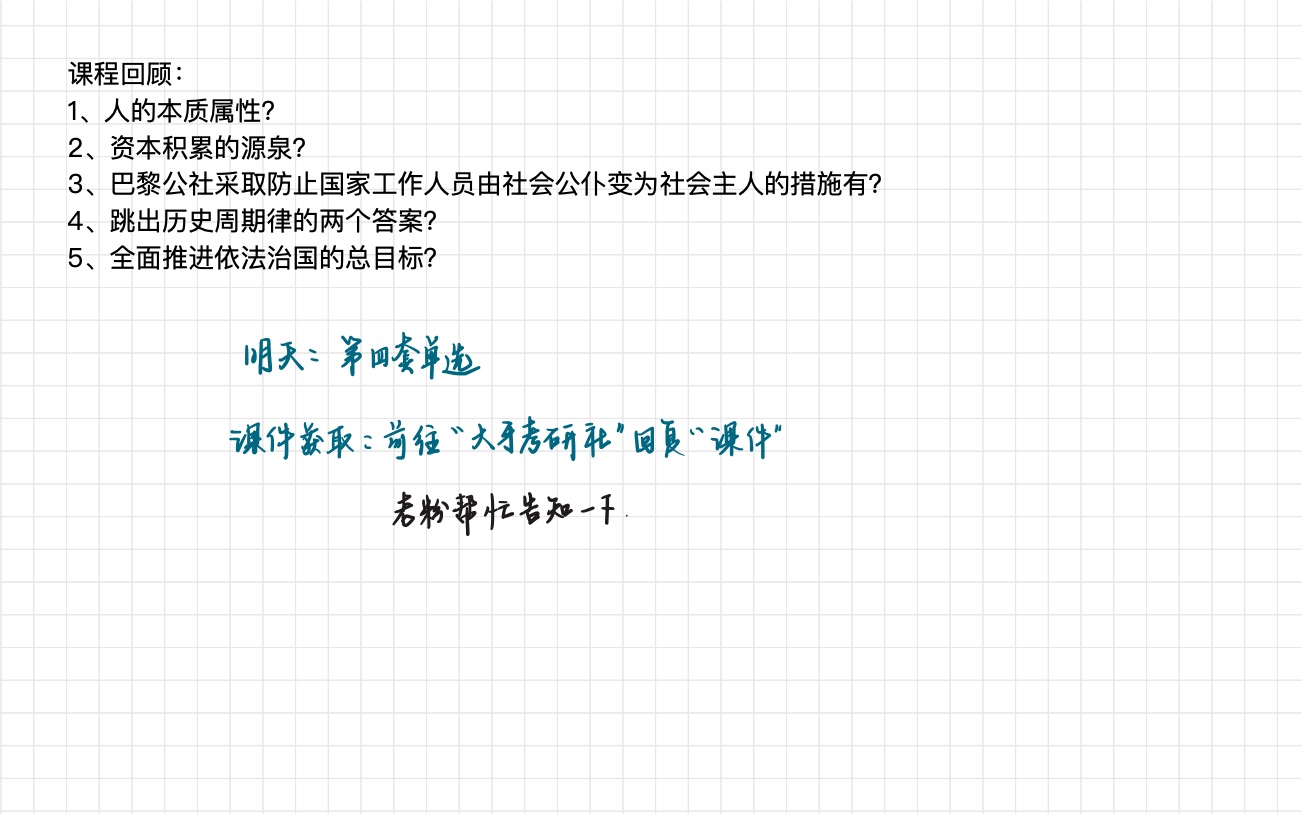 课程回顾：
1、人的本质属性？
2、资本积累的源泉？
3、巴黎公社采取防止国家工作人员由社会公仆变为社会主人的措施有？
4、跳出历史周期律的两个答案？
5、全面推进依法治国的总目标？
明天：第四套单选
课件获取：前往“大牙考研社”回复“课件”
老粉帮忙告知一下.